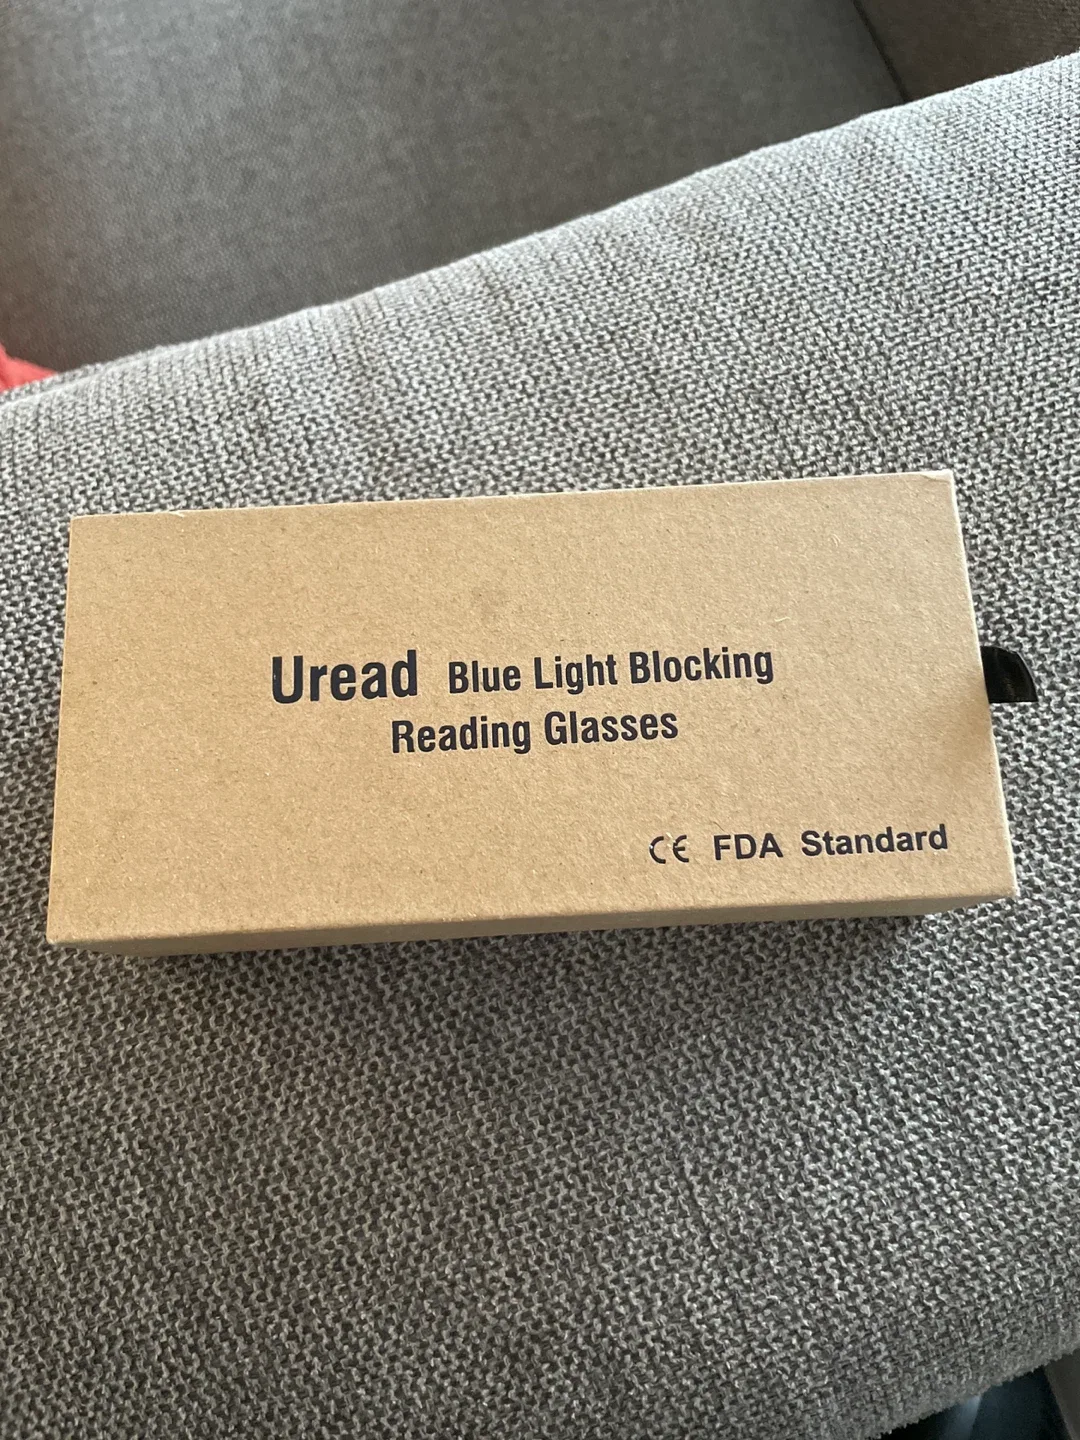 Uread Blue Light Blocking
Reading Glasses
CE FDA Standard